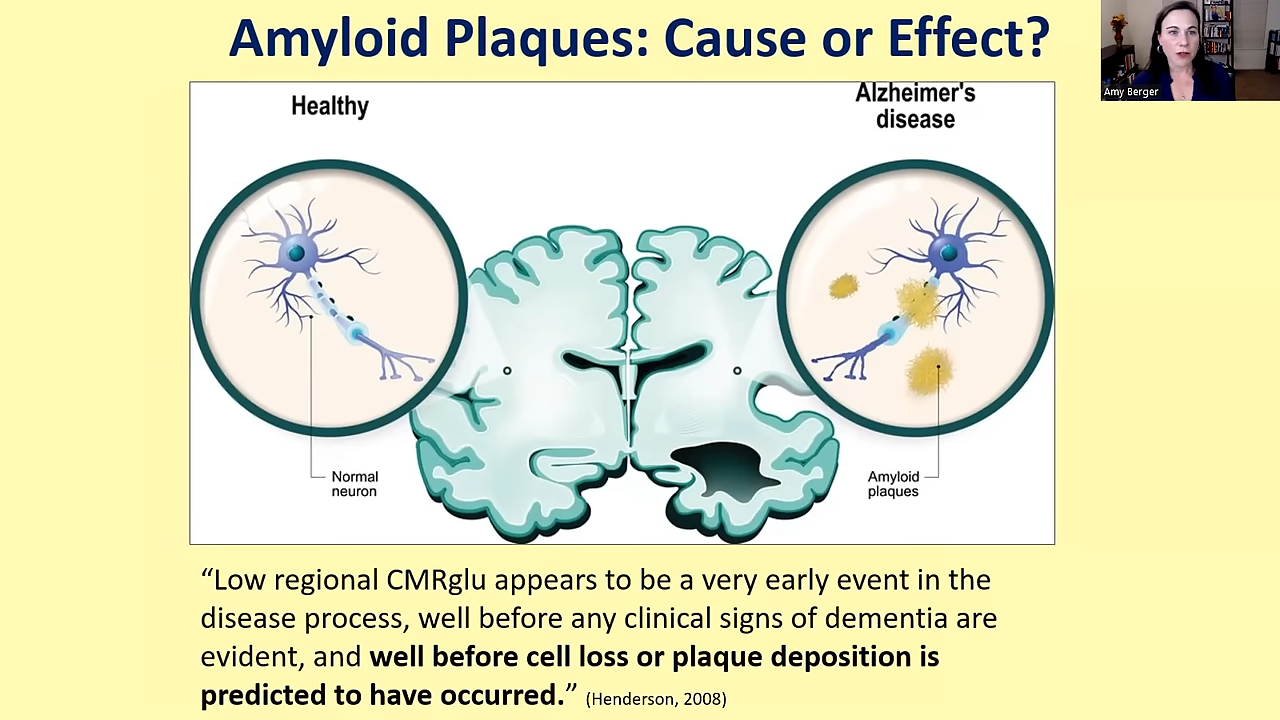 Amyloid Plaques: Cause or Effect?
Amy Berger
Healthy
Alzheimer's
disease
Normal
neuron
Amyloid
plaques
“Low regional CMRglu appears to be a very early event in the
disease process, well before any clinical signs of dementia are
evident, and well before cell loss or plaque deposition is
predicted to have occurred.” (Henderson, 2008)